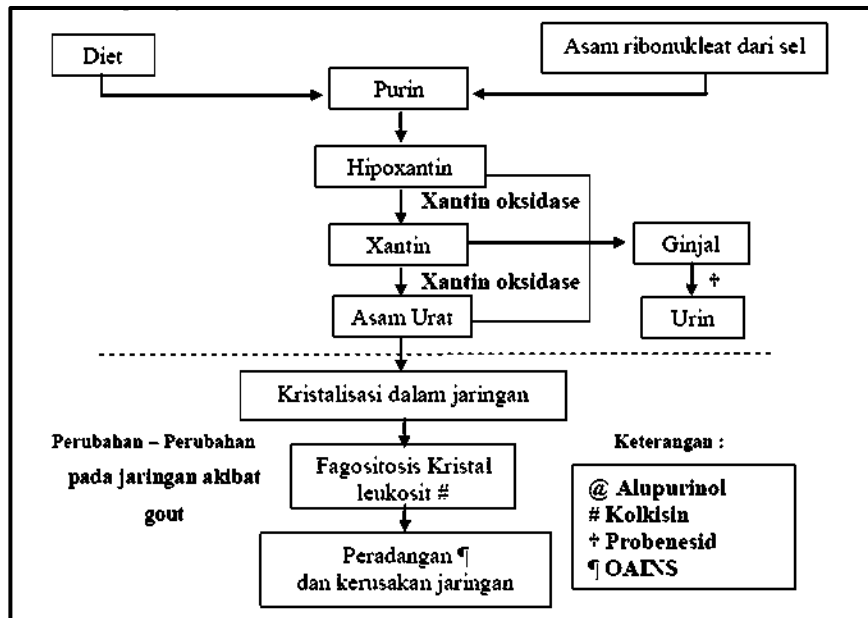 Diet
Asam ribonukleat dari sel
Purin
Hipoxantin
Xantin oksidase
Xantin
Ginjal
Xantin oksidase
†
Asam Urat
Urin
Kristalisasi dalam jaringan
Perubahan – Perubahan
pada jaringan akibat
gout
Fagositosis Kristal
leukosit #
Peradangan ¶
dan kerusakan jaringan
Keterangan :
@ Alupurinol
# Kolkisin
† Probenesid
¶ OAINS